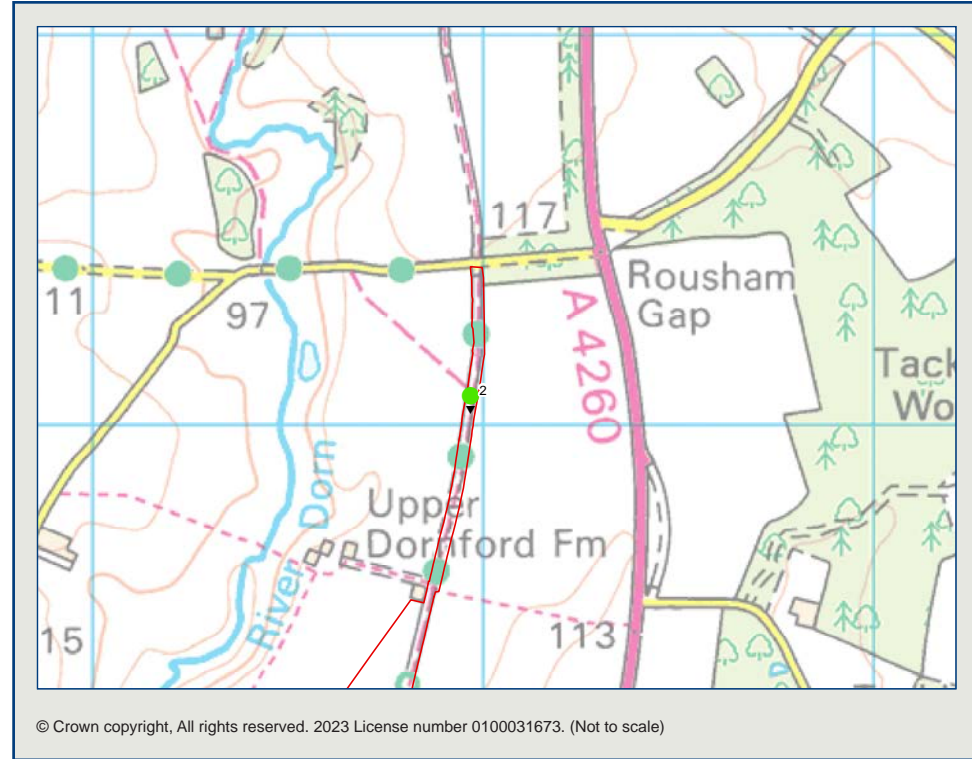 117
Rousham
Gap
11
97
A 4260
2
Tack
Wo
Upper
Dornford Fm
River Dorn
15
113
© Crown copyright, All rights reserved. 2023 License number 0100031673. (Not to scale)